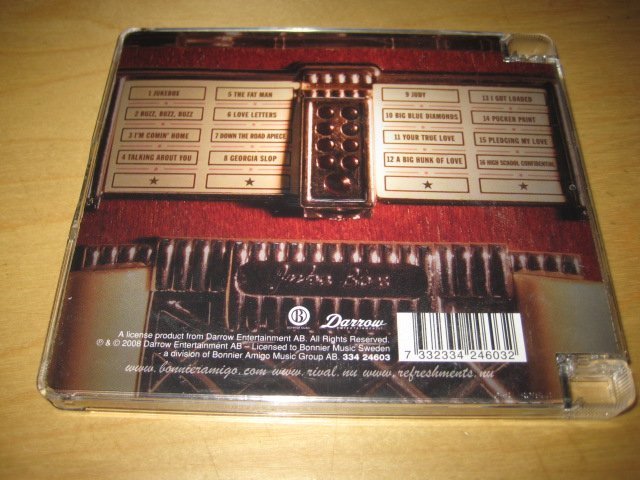 1 JUKEBOX
2 BUZZ, BUZZ, BUZZ
3 I'M COMIN' HOME
4 TALKING ABOUT YOU
5 THE FAT MAN
6 LOVE LETTERS
7 DOWN THE ROAD APIECE
8 GEORGIA SLOP
9 JUDY
10 BIG BLUE DIAMONDS
11 YOUR TRUE LOVE
12 A BIG HUNK OF LOVE
13 I GOT LOADED
14 PUCKER PAINT
15 PLEDGING MY LOVE
16 HIGH SCHOOL CONFIDENTIAL
Juke Box
B
BONNIER MUSIC
Darrow
ENTERTAINMENT
A license product from Darrow Entertainment AB. All Rights Reserved.
℗ & © 2008 Darrow Entertainment AB – Licensed to Bonnier Music Sweden
- a division of Bonnier Amigo Music Group AB. 334 24603
7 332334 246032
www.bonnieramigo.com www.rival.nu www.refreshments.nu